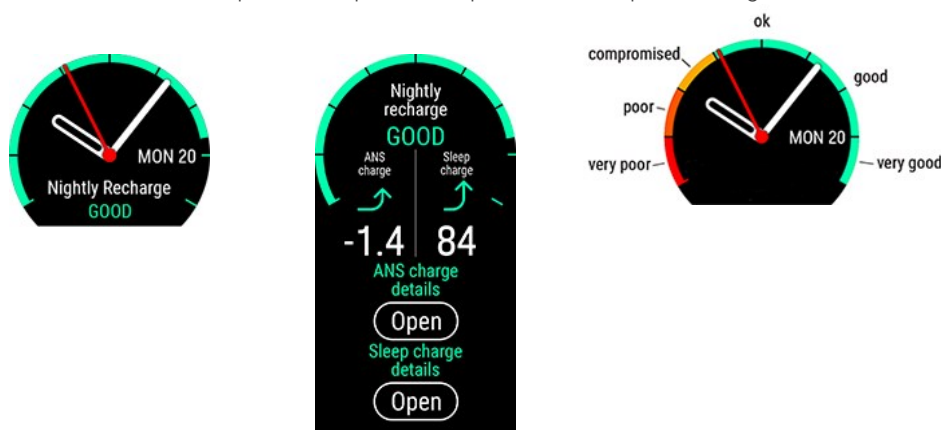 MON 20
Nightly Recharge
GOOD
Nightly
recharge
GOOD
ANS
charge
Sleep
charge
-1.4
84
ANS charge
details
Open
Sleep charge
details
Open
ok
compromised
good
poor
MON 20
very poor
very good